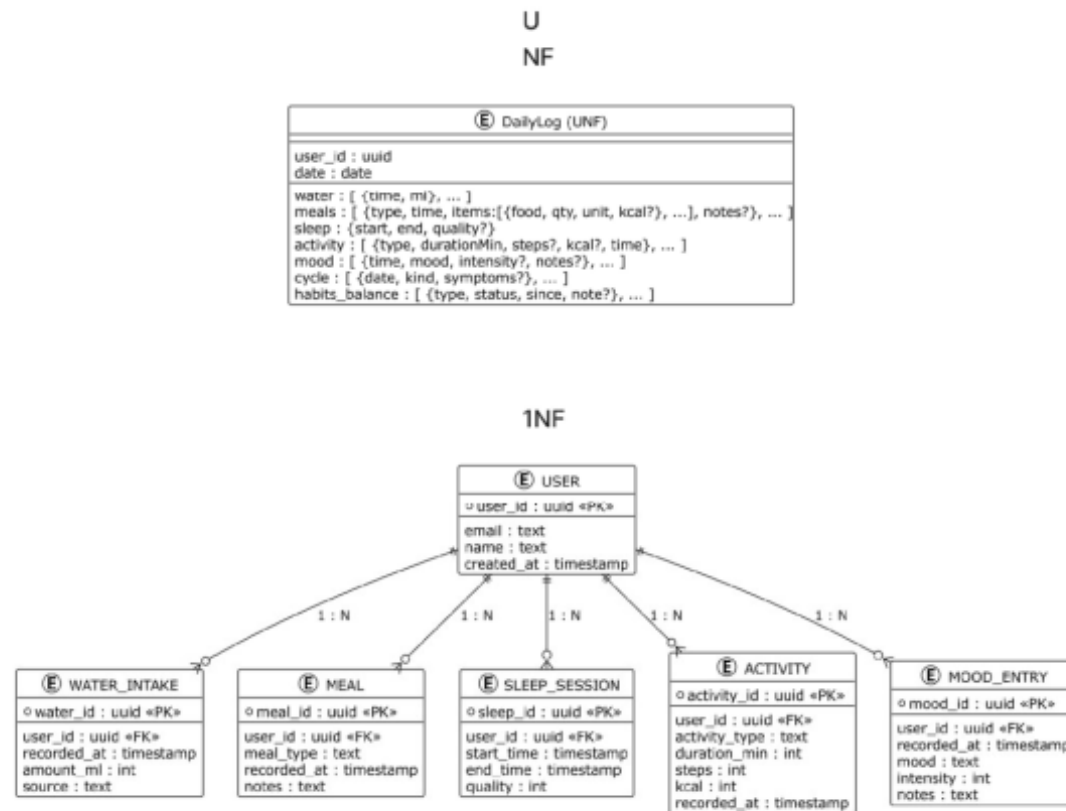 U
NF
E DailyLog (UNF)
user_id : uuid
date : date
water : [ {time, ml}, ... ]
meals : [ {type, time, items:[{food, qty, unit, kcal?}, ...], notes?}, ... ]
sleep : {start, end, quality?}
activity : [ {type, durationMin, steps?, kcal?, time}, ... ]
mood : [ {time, mood, intensity?, notes?}, ... ]
cycle : [ {date, kind, symptoms?}, ... ]
habits_balance : [ {type, status, since, note?}, ... ]
1NF
E USER
user_id : uuid «PK»
email : text
name : text
created_at : timestamp
1 : N
1 : N
1 : N
1 : N
1 : N
E WATER_INTAKE
water_id : uuid «PK»
user_id : uuid «FK»
recorded_at : timestamp
amount_ml : int
source : text
E MEAL
meal_id : uuid «PK»
user_id : uuid «FK»
meal_type : text
recorded_at : timestamp
notes : text
E SLEEP_SESSION
sleep_id : uuid «PK»
user_id : uuid «FK»
start_time : timestamp
end_time : timestamp
quality : int
E ACTIVITY
activity_id : uuid «PK»
user_id : uuid «FK»
activity_type : text
duration_min : int
steps : int
kcal : int
recorded_at : timestamp
E MOOD_ENTRY
mood_id : uuid «PK»
user_id : uuid «FK»
recorded_at : timestamp
mood : text
intensity : int
notes : text